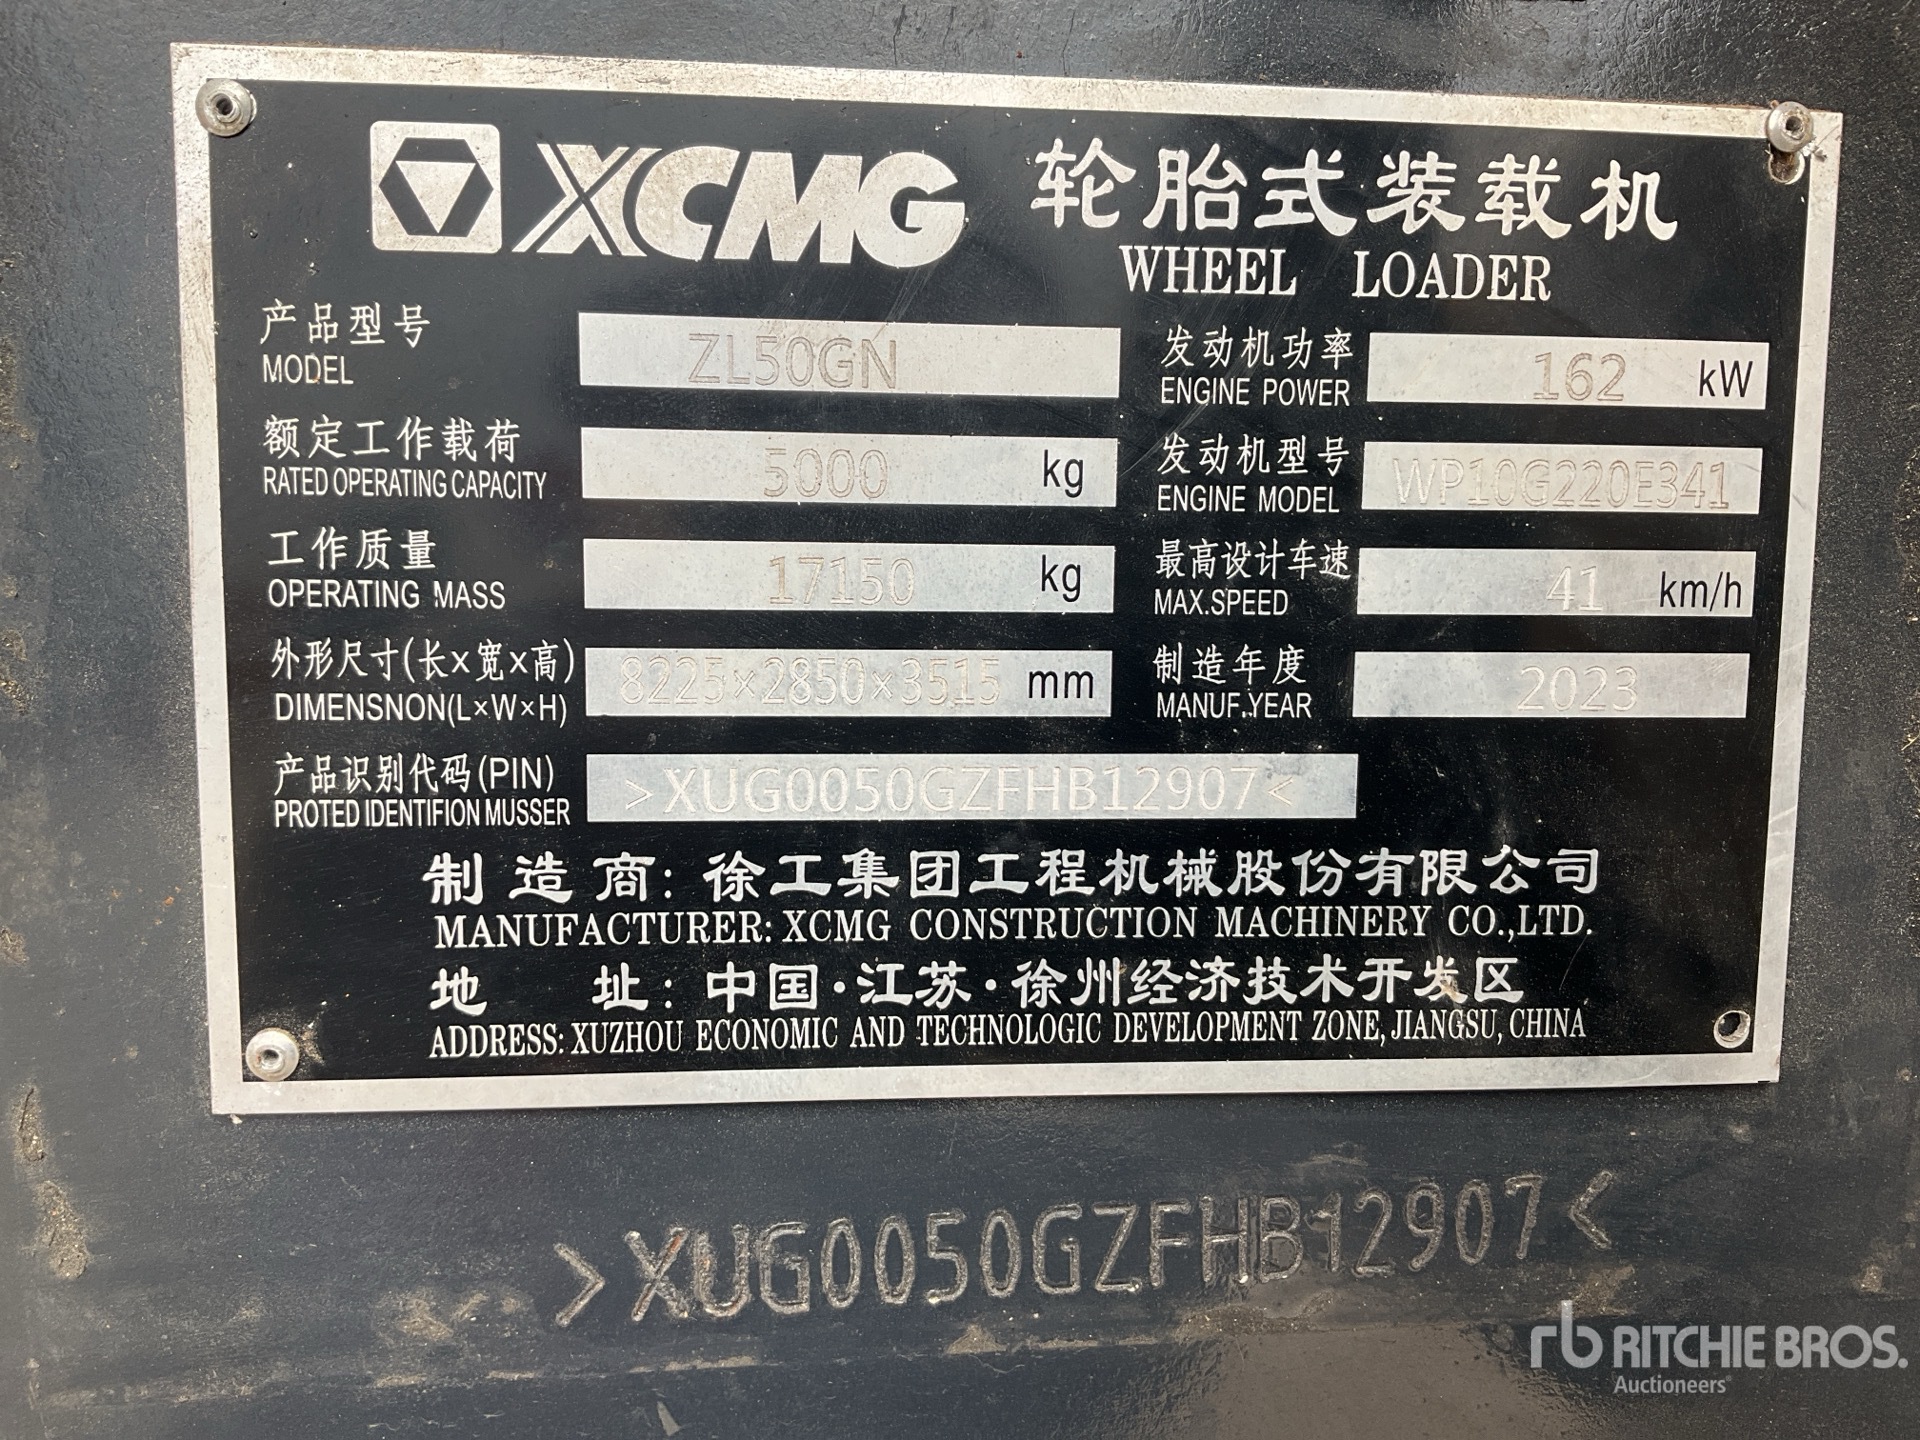 XCMG 轮胎式装载机
WHEEL LOADER
产品型号 ZL50GN
MODEL
发动机功率 162 kW
ENGINE POWER
额定工作载荷 5000 kg
RATED OPERATING CAPACITY
发动机型号 WP10G220E341
ENGINE MODEL
工作质量 17150 kg
OPERATING MASS
最高设计车速 41 km/h
MAX.SPEED
外形尺寸(长×宽×高) 8225×2850×3515 mm
DIMENSNON(L×W×H)
制造年度 2023
MANUF.YEAR
产品识别代码(PIN) >XUG0050GZFHB12907<
PROTED IDENTIFION MUSSER
制造商:徐工集团工程机械股份有限公司
MANUFACTURER: XCMG CONSTRUCTION MACHINERY CO.,LTD.
地址:中国·江苏·徐州经济技术开发区
ADDRESS: XUZHOU ECONOMIC AND TECHNOLOGIC DEVELOPMENT ZONE, JIANGSU, CHINA
>XUG0050GZFHB12907<
rb RITCHIE BROS.
Auctioneers